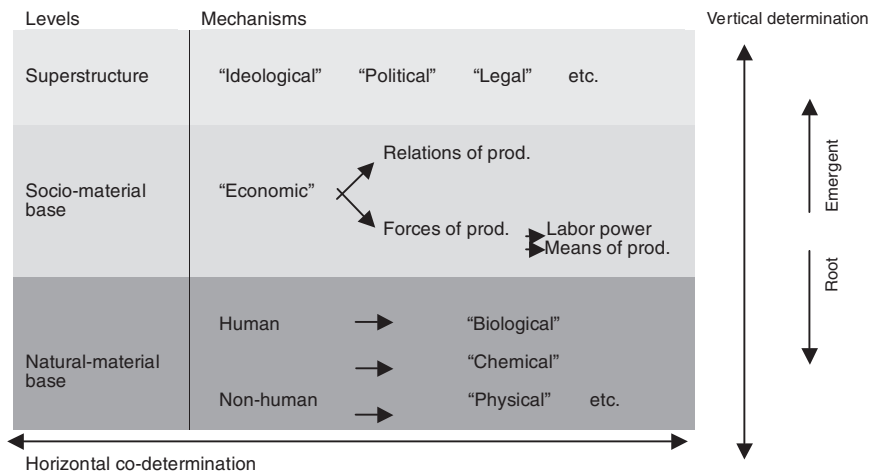 Levels Mechanisms Vertical determination
Superstructure “Ideological” “Political” “Legal” etc.
Relations of prod.
Socio-material
base
“Economic”
Forces of prod. Labor power
Means of prod.
Emergent
Root
Human “Biological”
Natural-material
base
“Chemical”
Non-human “Physical” etc.
Horizontal co-determination